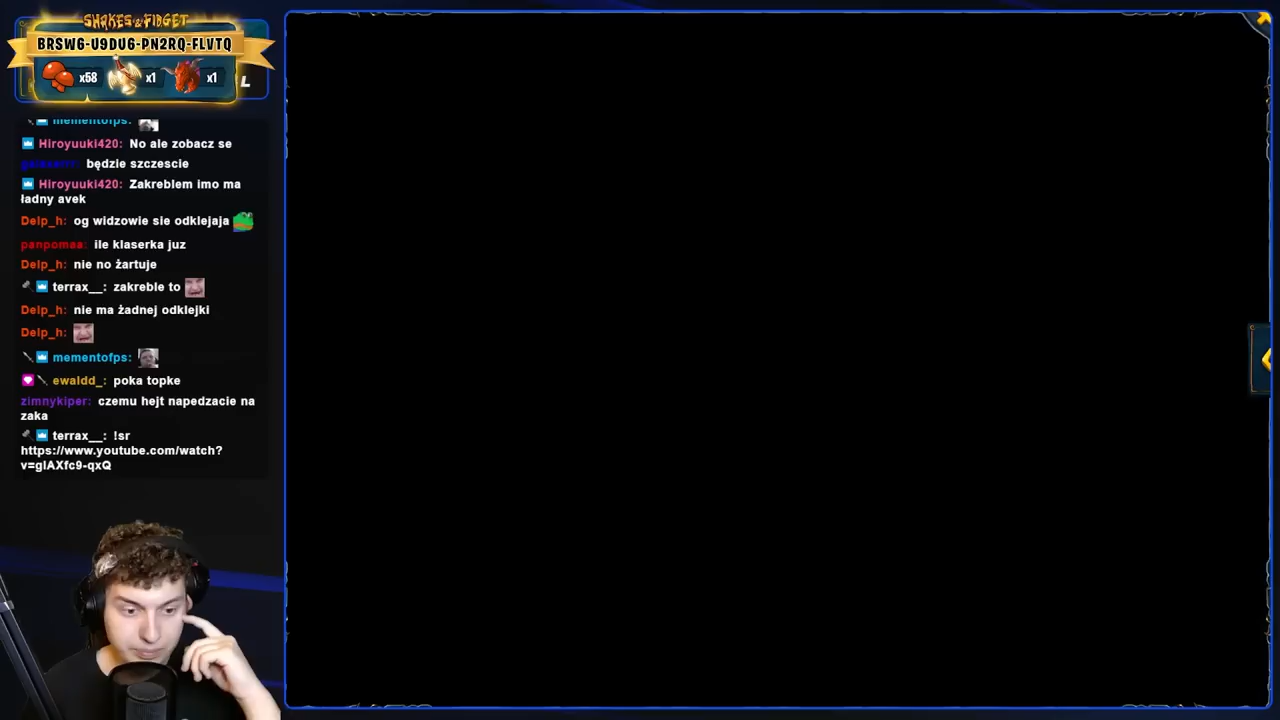 SHAKES & FIDGET
BRSW6-U9DU6-PN2RQ-FLVTQ
x58 x1 x1
L
mementofps:
Hiroyuuki420: No ale zobacz se
będzie szczescie
Hiroyuuki420: Zakreblem imo ma
ładny avek
Delp_h: og widzowie sie odklejaja
panpomaa: ile klaserka juz
Delp_h: nie no żartuje
terrax__: zakreble to
Delp_h: nie ma żadnej odklejki
Delp_h:
mementofps:
ewaldd_: poka topke
zimnykiper: czemu hejt napedzacie na
zaka
terrax__: !sr
https://www.youtube.com/watch?
v=glAXfc9-qxQ